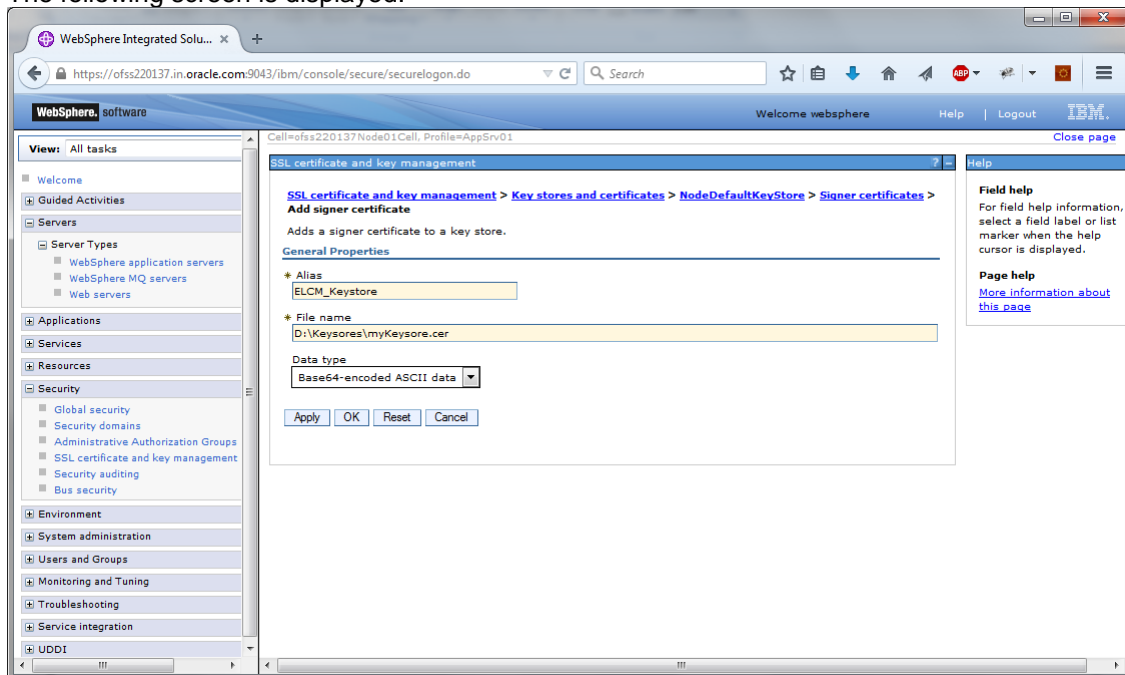 The following screen is displayed.
WebSphere Integrated Solu... × +
https://ofss220137.in.oracle.com:9043/ibm/console/secure/securelogon.do
Search
ABP
WebSphere. software
Welcome websphere
Help | Logout
IBM.
View: All tasks
Welcome
Guided Activities
Servers
Server Types
WebSphere application servers
WebSphere MQ servers
Web servers
Applications
Services
Resources
Security
Global security
Security domains
Administrative Authorization Groups
SSL certificate and key management
Security auditing
Bus security
Environment
System administration
Users and Groups
Monitoring and Tuning
Troubleshooting
Service integration
UDDI
Cell=ofss220137Node01Cell, Profile=AppSrv01
Close page
SSL certificate and key management ? –
SSL certificate and key management > Key stores and certificates > NodeDefaultKeyStore > Signer certificates >
Add signer certificate
Adds a signer certificate to a key store.
General Properties
* Alias
ELCM_Keystore
* File name
D:\Keysores\myKeysore.cer
Data type
Base64-encoded ASCII data
Apply OK Reset Cancel
Help
Field help
For field help information,
select a field label or list
marker when the help
cursor is displayed.
Page help
More information about
this page